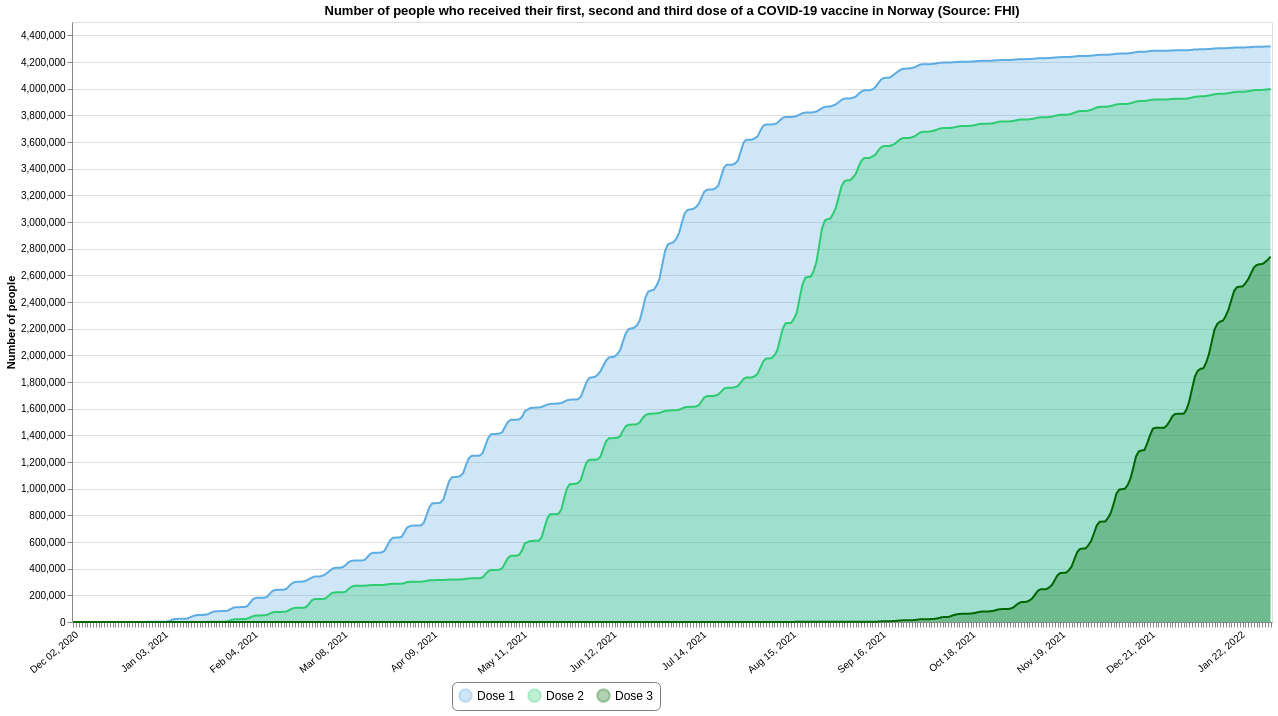 Number of people who received their first, second and third dose of a COVID-19 vaccine in Norway (Source: FHI)
Number of people
4,400,000
4,200,000
4,000,000
3,800,000
3,600,000
3,400,000
3,200,000
3,000,000
2,800,000
2,600,000
2,400,000
2,200,000
2,000,000
1,800,000
1,600,000
1,400,000
1,200,000
1,000,000
800,000
600,000
400,000
200,000
0
Dec 02, 2020
Jan 03, 2021
Feb 04, 2021
Mar 08, 2021
Apr 09, 2021
May 11, 2021
Jun 12, 2021
Jul 14, 2021
Aug 15, 2021
Sep 16, 2021
Oct 18, 2021
Nov 19, 2021
Dec 21, 2021
Jan 22, 2022
Dose 1
Dose 2
Dose 3